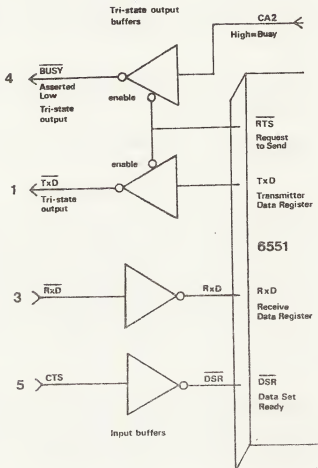 Tri-state output
buffers
CA2
High=Busy
4
BUSY
Asserted
Low
Tri-state
output
enable
RTS
Request
to Send
enable
1
TxD
Tri-state
output
TxD
Transmitter
Data Register
6551
3
RxD
RxD
RxD
Receive
Data Register
5
CTS
DSR
DSR
Data Set
Ready
Input buffers